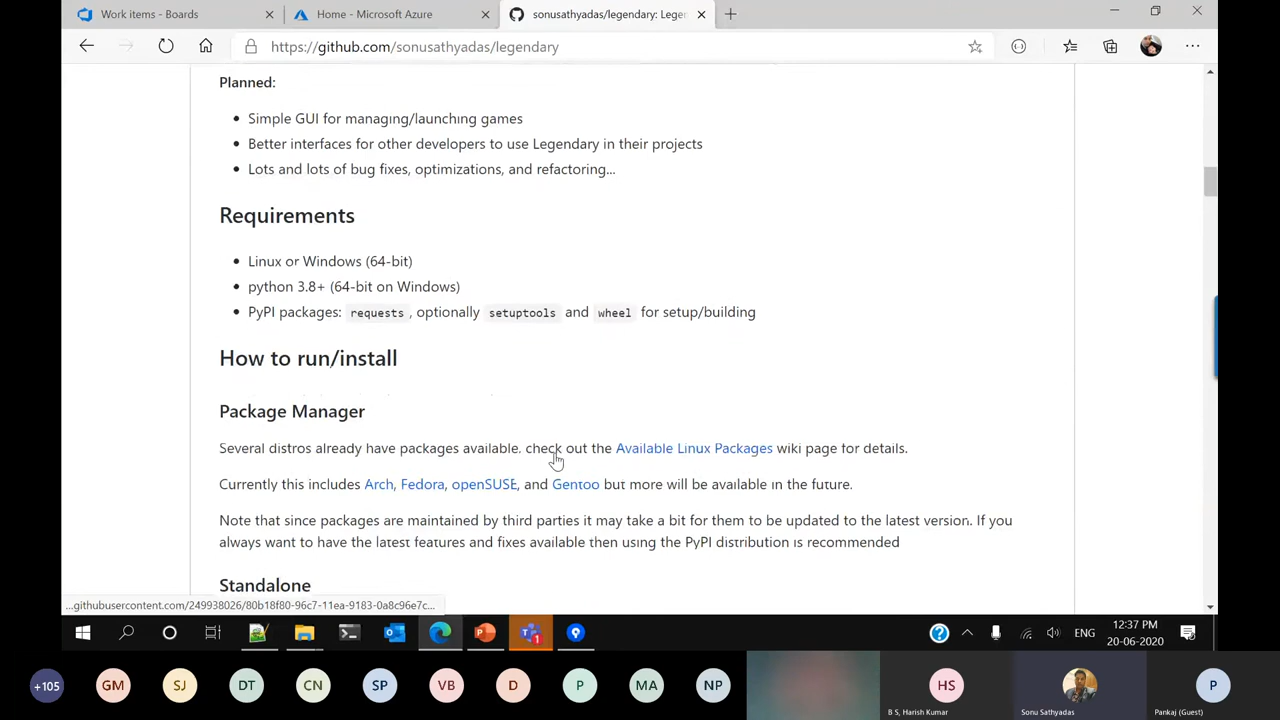 Work items - Boards
Home - Microsoft Azure
sonusathyadas/legendary: Lege
https://github.com/sonusathyadas/legendary
Planned:
Simple GUI for managing/launching games
Better interfaces for other developers to use Legendary in their projects
Lots and lots of bug fixes, optimizations, and refactoring...
Requirements
Linux or Windows (64-bit)
python 3.8+ (64-bit on Windows)
PyPI packages: requests , optionally setuptools and wheel for setup/building
How to run/install
Package Manager
Several distros already have packages available, check out the Available Linux Packages wiki page for details.
Currently this includes Arch, Fedora, openSUSE, and Gentoo but more will be available in the future.
Note that since packages are maintained by third parties it may take a bit for them to be updated to the latest version. If you
always want to have the latest features and fixes available then using the PyPI distribution is recommended
Standalone
...githubusercontent.com/249938026/80b18f80-96c7-11ea-9183-0a8c96e7c...
ENG
12:37 PM
20-06-2020
+105
GM
SJ
DT
CN
SP
VB
D
P
MA
NP
HS
B S, Harish Kumar
Sonu Sathyadas
P
Pankaj (Guest)